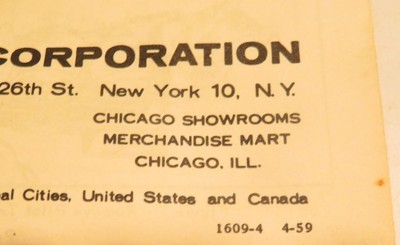 CORPORATION
26th St. New York 10, N.Y.
CHICAGO SHOWROOMS
MERCHANDISE MART
CHICAGO, ILL.
Cities, United States and Canada
1609-4 4-59